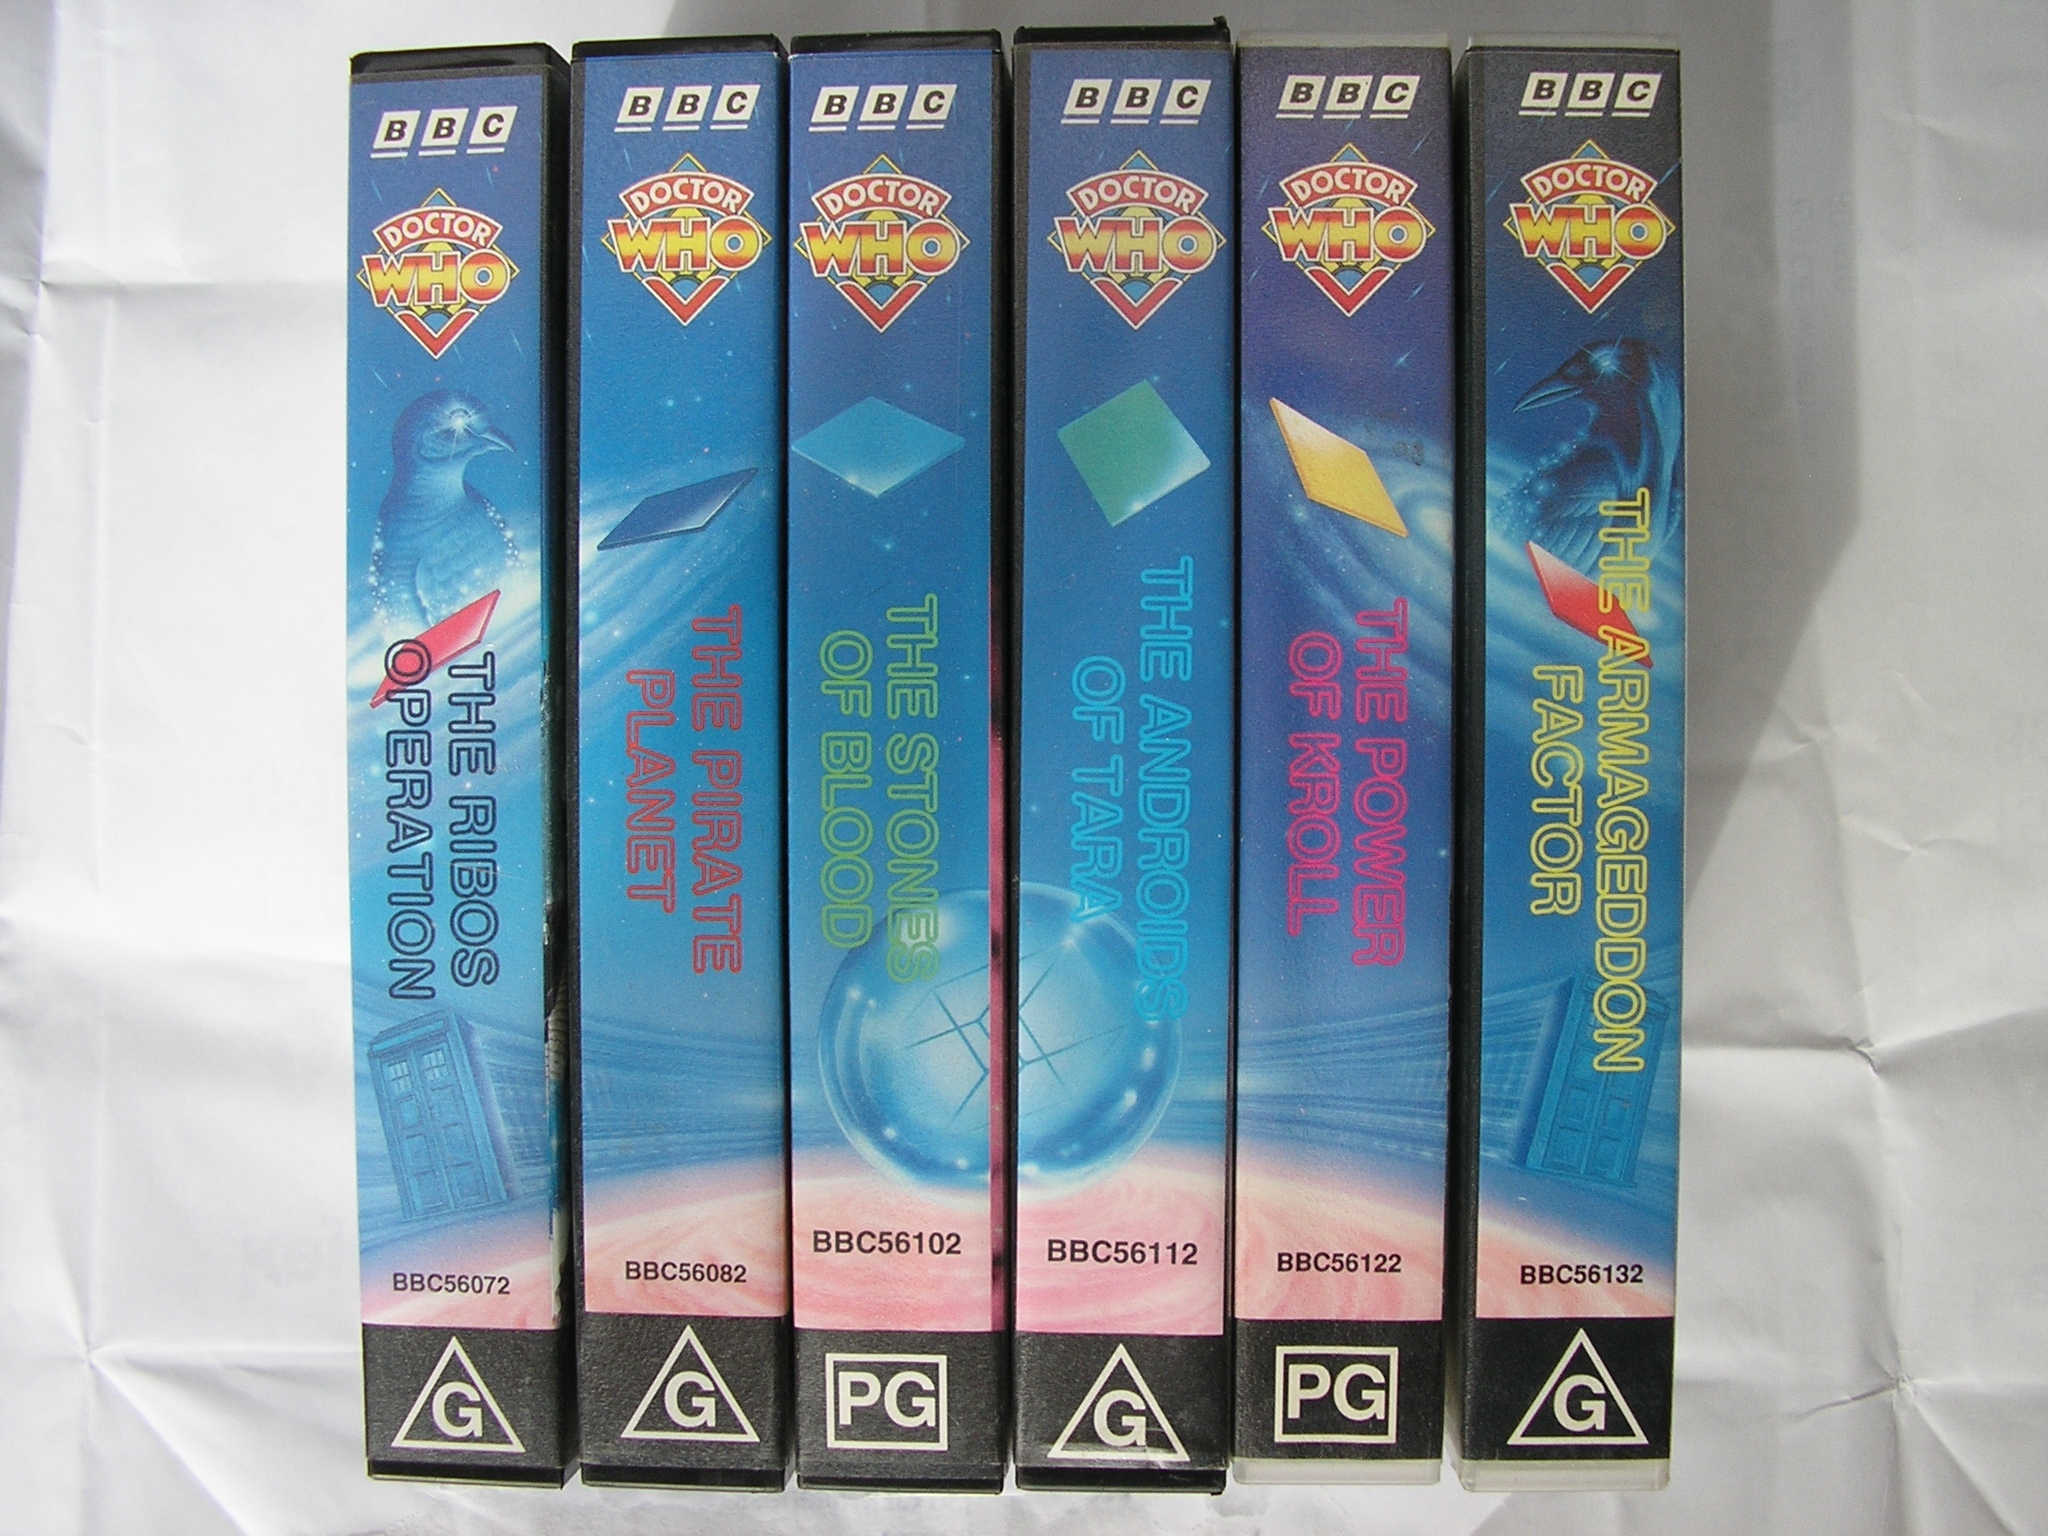 BBC
DOCTOR
WHO
THE RIBOS
OPERATION
BBC56072
G
BBC
DOCTOR
WHO
THE PIRATE
PLANET
BBC56082
G
BBC
DOCTOR
WHO
THE STONES
OF BLOOD
BBC56102
PG
BBC
DOCTOR
WHO
THE ANDROIDS
OF TARA
BBC56112
G
BBC
DOCTOR
WHO
THE POWER
OF KROLL
BBC56122
PG
BBC
DOCTOR
WHO
THE ARMAGEDDON
FACTOR
BBC56132
G